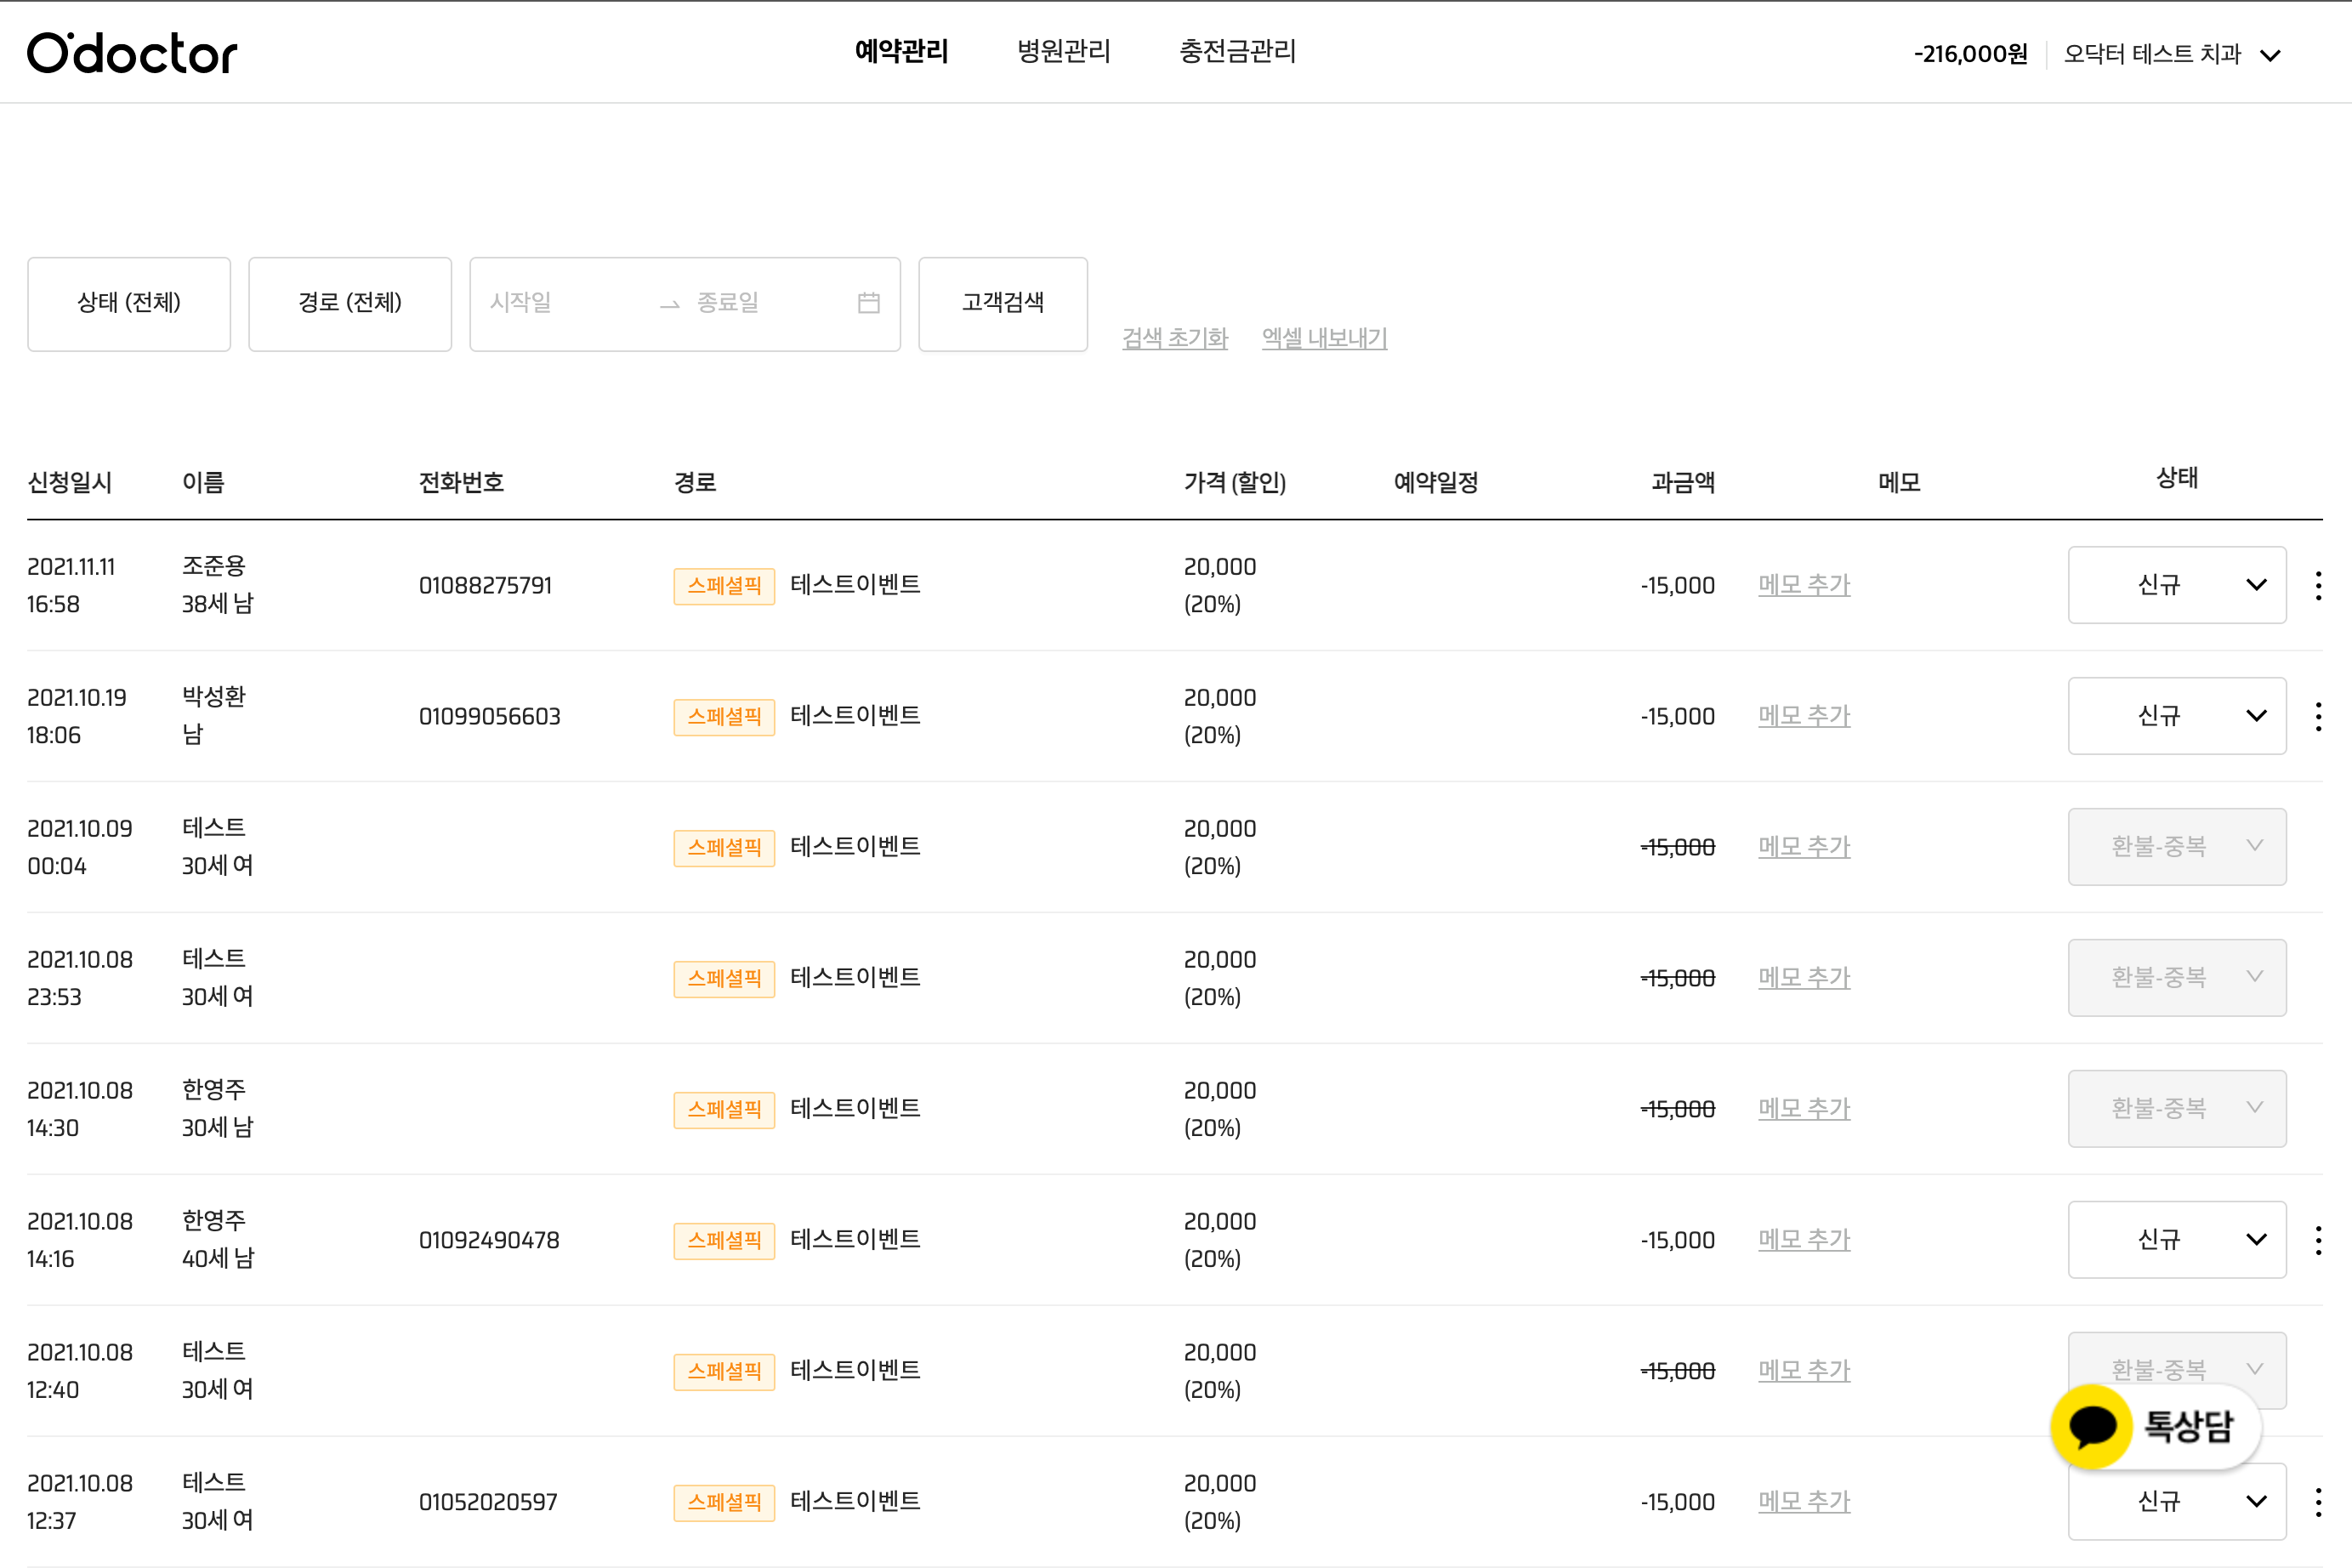 O'doctor
예약관리 병원관리 충전금관리
-216,000원 오닥터 테스트 치과
상태 (전체) 경로 (전체) 시작일 종료일 고객검색 검색 초기화 엑셀 내보내기
신청일시 이름 전화번호 경로 가격 (할인) 예약일정 과금액 메모 상태
2021.11.11 조준용 20,000
01088275791 스페셜픽 테스트이벤트 -15,000 메모 추가 신규
16:58 38세 남 (20%)
2021.10.19 박성환 20,000
01099056603 스페셜픽 테스트이벤트 -15,000 메모 추가 신규
18:06 남 (20%)
2021.10.09 테스트 20,000
스페셜픽 테스트이벤트 -15,000 메모 추가 환불-중복
00:04 30세 여 (20%)
2021.10.08 테스트 20,000
스페셜픽 테스트이벤트 -15,000 메모 추가 환불-중복
23:53 30세 여 (20%)
2021.10.08 한영주 20,000
스페셜픽 테스트이벤트 -15,000 메모 추가 환불-중복
14:30 30세 남 (20%)
2021.10.08 한영주 20,000
01092490478 스페셜픽 테스트이벤트 -15,000 메모 추가 신규
14:16 40세 남 (20%)
2021.10.08 테스트 20,000
스페셜픽 테스트이벤트 -15,000 메모 추가 환불-중복
12:40 30세 여 (20%)
톡상담
2021.10.08 테스트 20,000
01052020597 스페셜픽 테스트이벤트 -15,000 메모 추가 신규
12:37 30세 여 (20%)